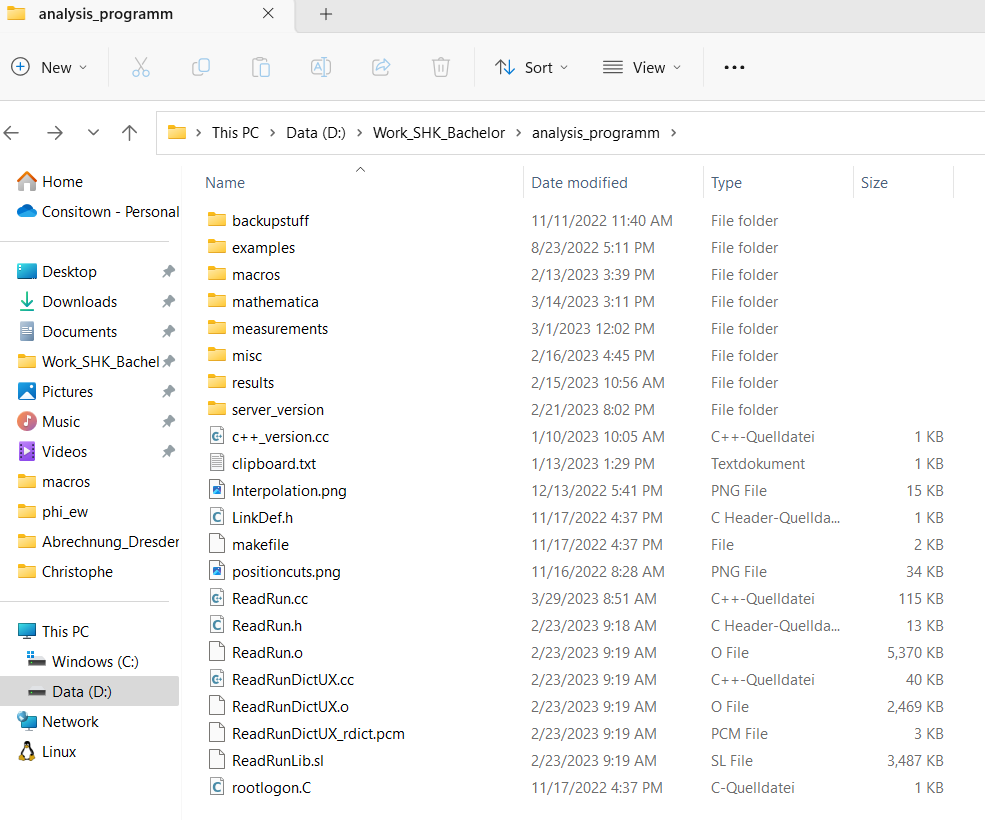 analysis_programm
New Sort View
This PC Data (D:) Work_SHK_Bachelor analysis_programm
Home
Consitown - Personal
Desktop
Downloads
Documents
Work_SHK_Bachel
Pictures
Music
Videos
macros
phi_ew
Abrechnung_Dresder
Christophe
This PC
Windows (C:)
Data (D:)
Network
Linux
Name Date modified Type Size
backupstuff 11/11/2022 11:40 AM File folder
examples 8/23/2022 5:11 PM File folder
macros 2/13/2023 3:39 PM File folder
mathematica 3/14/2023 3:11 PM File folder
measurements 3/1/2023 12:02 PM File folder
misc 2/16/2023 4:45 PM File folder
results 2/15/2023 10:56 AM File folder
server_version 2/21/2023 8:02 PM File folder
c++_version.cc 1/10/2023 10:05 AM C++-Quelldatei 1 KB
clipboard.txt 1/13/2023 1:29 PM Textdokument 1 KB
Interpolation.png 12/13/2022 5:41 PM PNG File 15 KB
LinkDef.h 11/17/2022 4:37 PM C Header-Quellda... 1 KB
makefile 11/17/2022 4:37 PM File 2 KB
positioncuts.png 11/16/2022 8:28 AM PNG File 34 KB
ReadRun.cc 3/29/2023 8:51 AM C++-Quelldatei 115 KB
ReadRun.h 2/23/2023 9:18 AM C Header-Quellda... 13 KB
ReadRun.o 2/23/2023 9:19 AM O File 5,370 KB
ReadRunDictUX.cc 2/23/2023 9:19 AM C++-Quelldatei 40 KB
ReadRunDictUX.o 2/23/2023 9:19 AM O File 2,469 KB
ReadRunDictUX_rdict.pcm 2/23/2023 9:19 AM PCM File 3 KB
ReadRunLib.sl 2/23/2023 9:19 AM SL File 3,487 KB
rootlogon.C 11/17/2022 4:37 PM C-Quelldatei 1 KB